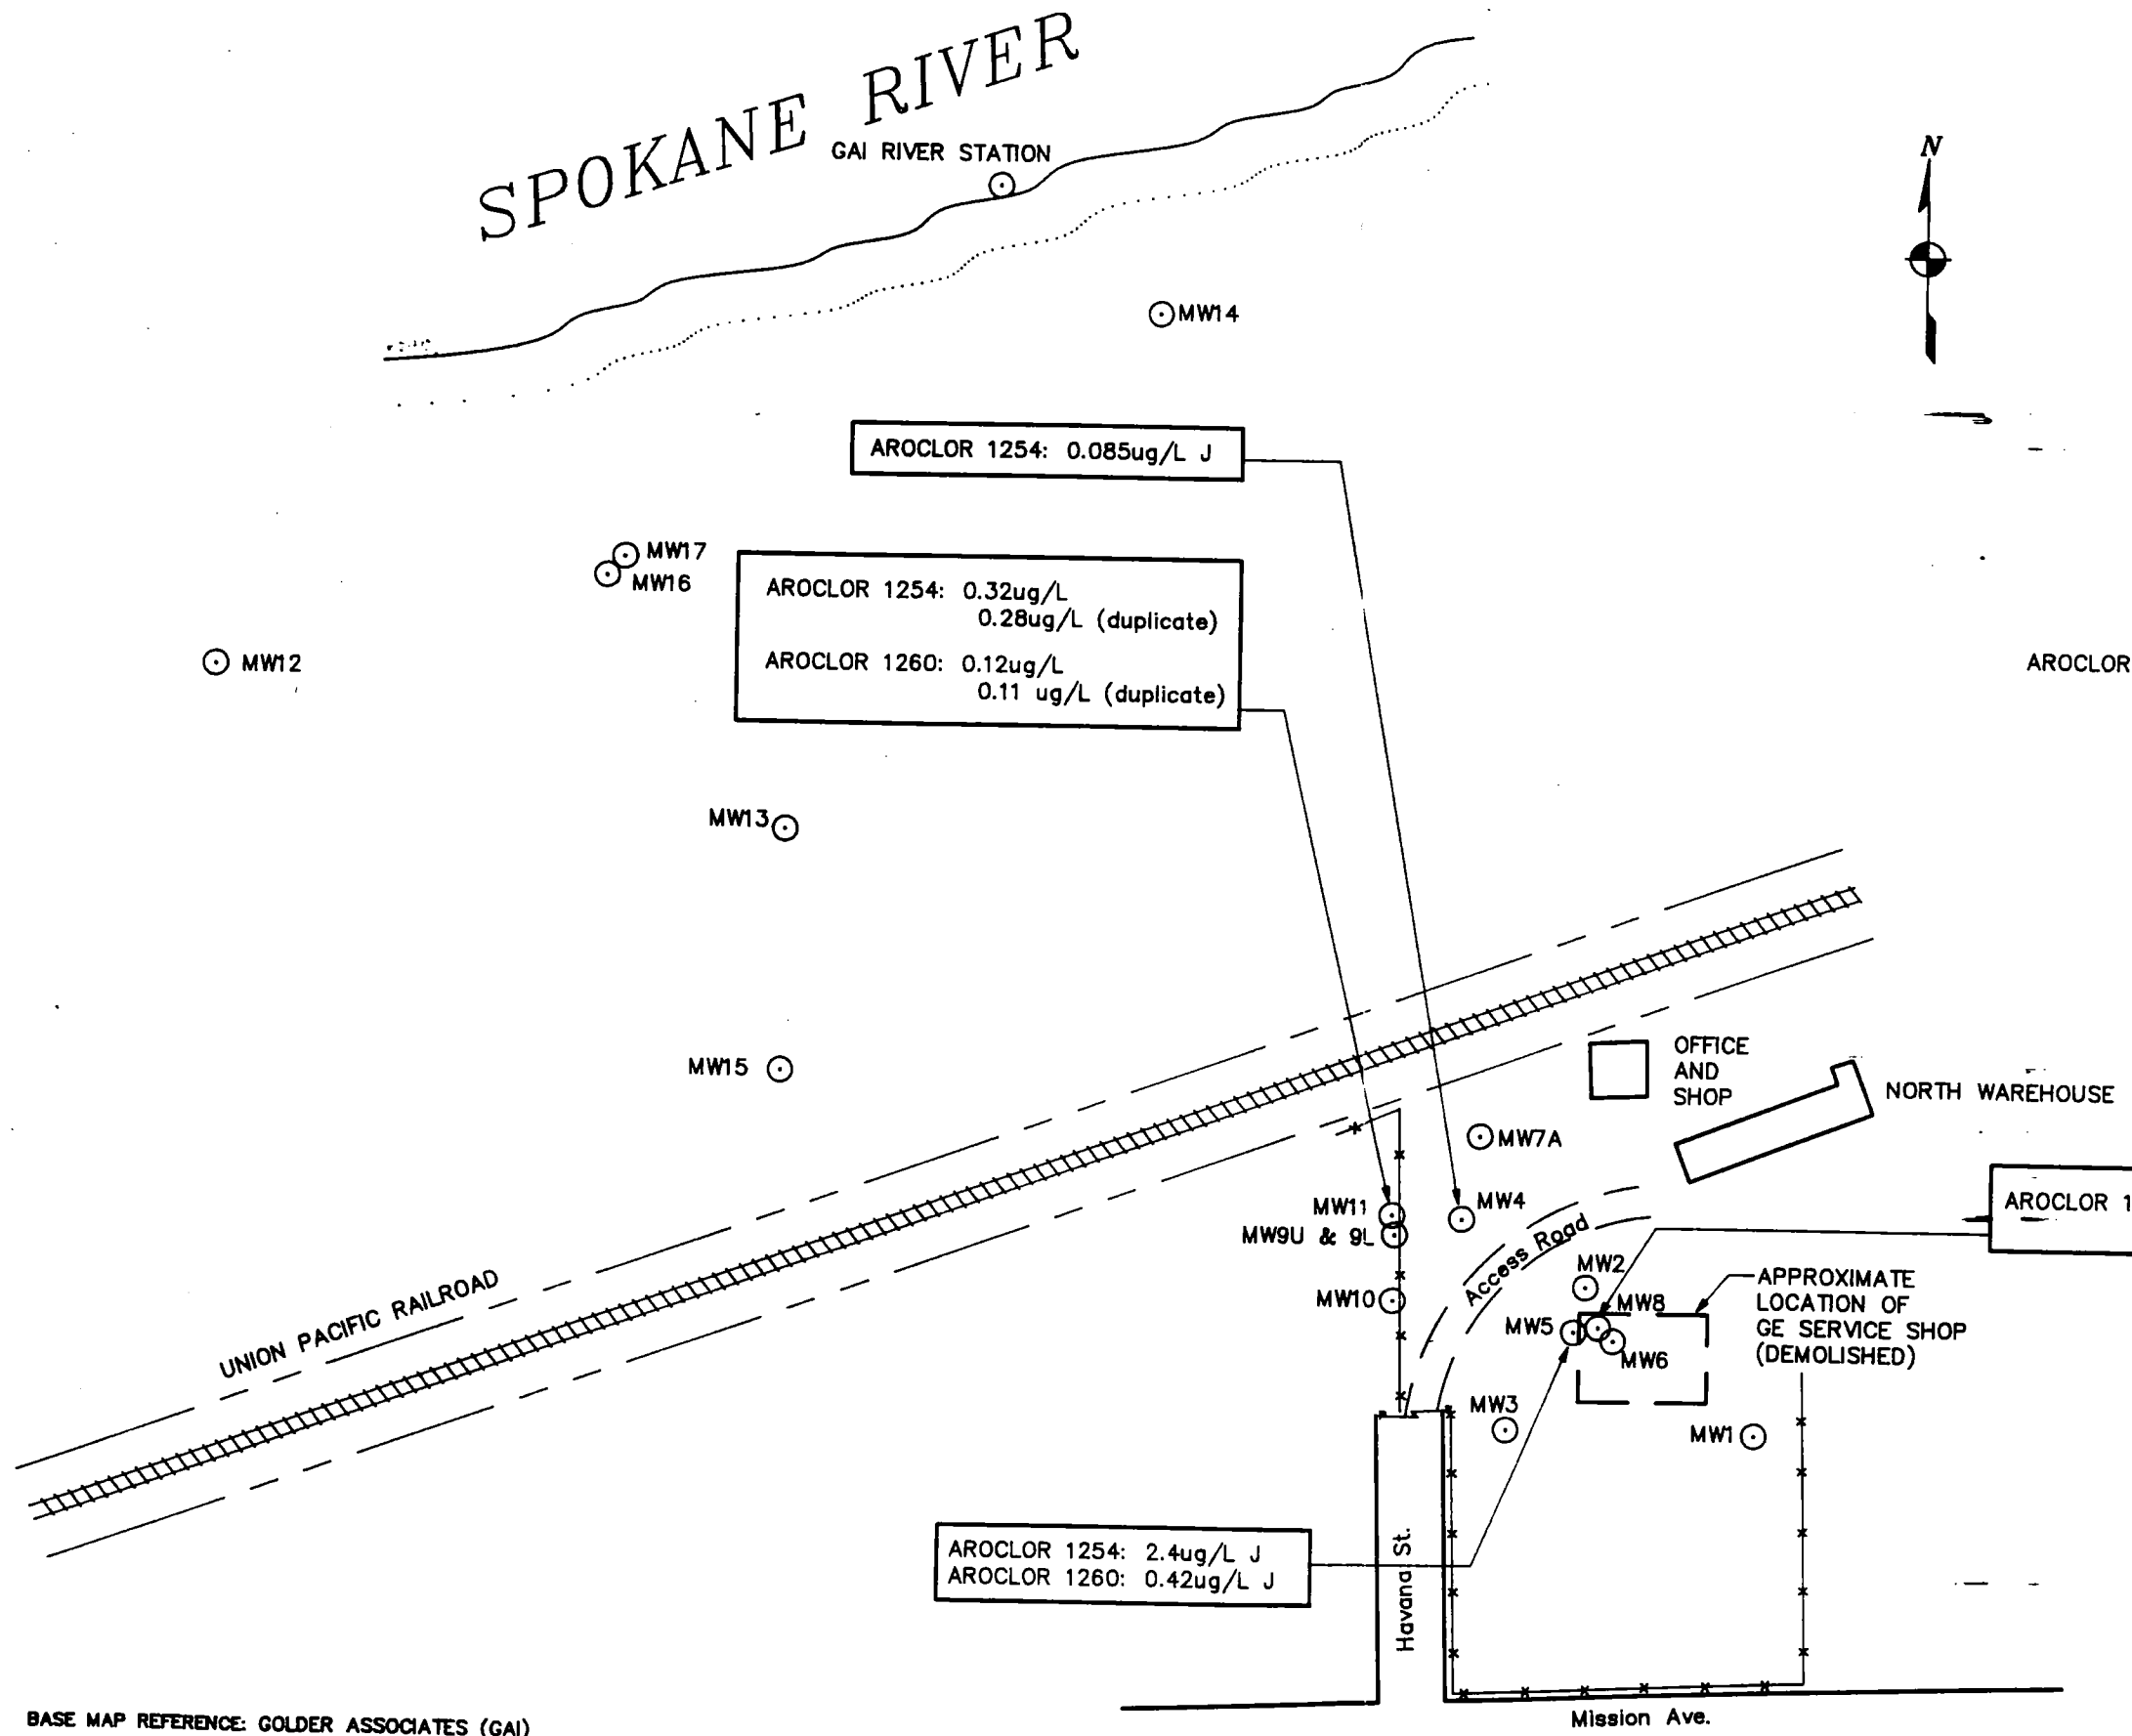 SPOKANE RIVER
GAI RIVER STATION
N
MW14
AROCLOR 1254: 0.085ug/L J
MW17
MW16
AROCLOR 1254: 0.32ug/L
0.28ug/L (duplicate)
AROCLOR 1260: 0.12ug/L
0.11 ug/L (duplicate)
MW12
AROCLOR
MW13
MW15
OFFICE
AND
SHOP
NORTH WAREHOUSE
MW7A
MW11
MW4
MW9U & 9L
AROCLOR 1
Access Road
MW2
MW10
MW8
APPROXIMATE
LOCATION OF
GE SERVICE SHOP
(DEMOLISHED)
MW5
MW6
UNION PACIFIC RAILROAD
MW3
MW1
AROCLOR 1254: 2.4ug/L J
AROCLOR 1260: 0.42ug/L J
Havana St.
Mission Ave.
BASE MAP REFERENCE: GOLDER ASSOCIATES (GAI)